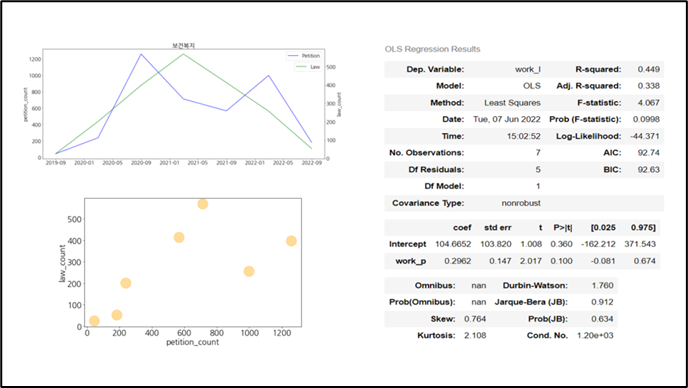 보건복지
Petition
Law
petition_count
1200
1000
800
600
400
200
0
law_count
500
400
300
200
100
0
2019-09 2020-01 2020-05 2020-09 2021-01 2021-05 2021-09 2022-01 2022-05 2022-09
law_count
500
400
300
200
100
0
0 200 400 600 800 1000 1200
petition_count
OLS Regression Results
Dep. Variable: work_l R-squared: 0.449
Model: OLS Adj. R-squared: 0.338
Method: Least Squares F-statistic: 4.067
Date: Tue, 07 Jun 2022 Prob (F-statistic): 0.0998
Time: 15:02:52 Log-Likelihood: -44.371
No. Observations: 7 AIC: 92.74
Df Residuals: 5 BIC: 92.63
Df Model: 1
Covariance Type: nonrobust
coef std err t P>|t| [0.025 0.975]
Intercept 104.6652 103.820 1.008 0.360 -162.212 371.543
work_p 0.2962 0.147 2.017 0.100 -0.081 0.674
Omnibus: nan Durbin-Watson: 1.760
Prob(Omnibus): nan Jarque-Bera (JB): 0.912
Skew: 0.764 Prob(JB): 0.634
Kurtosis: 2.108 Cond. No. 1.20e+03